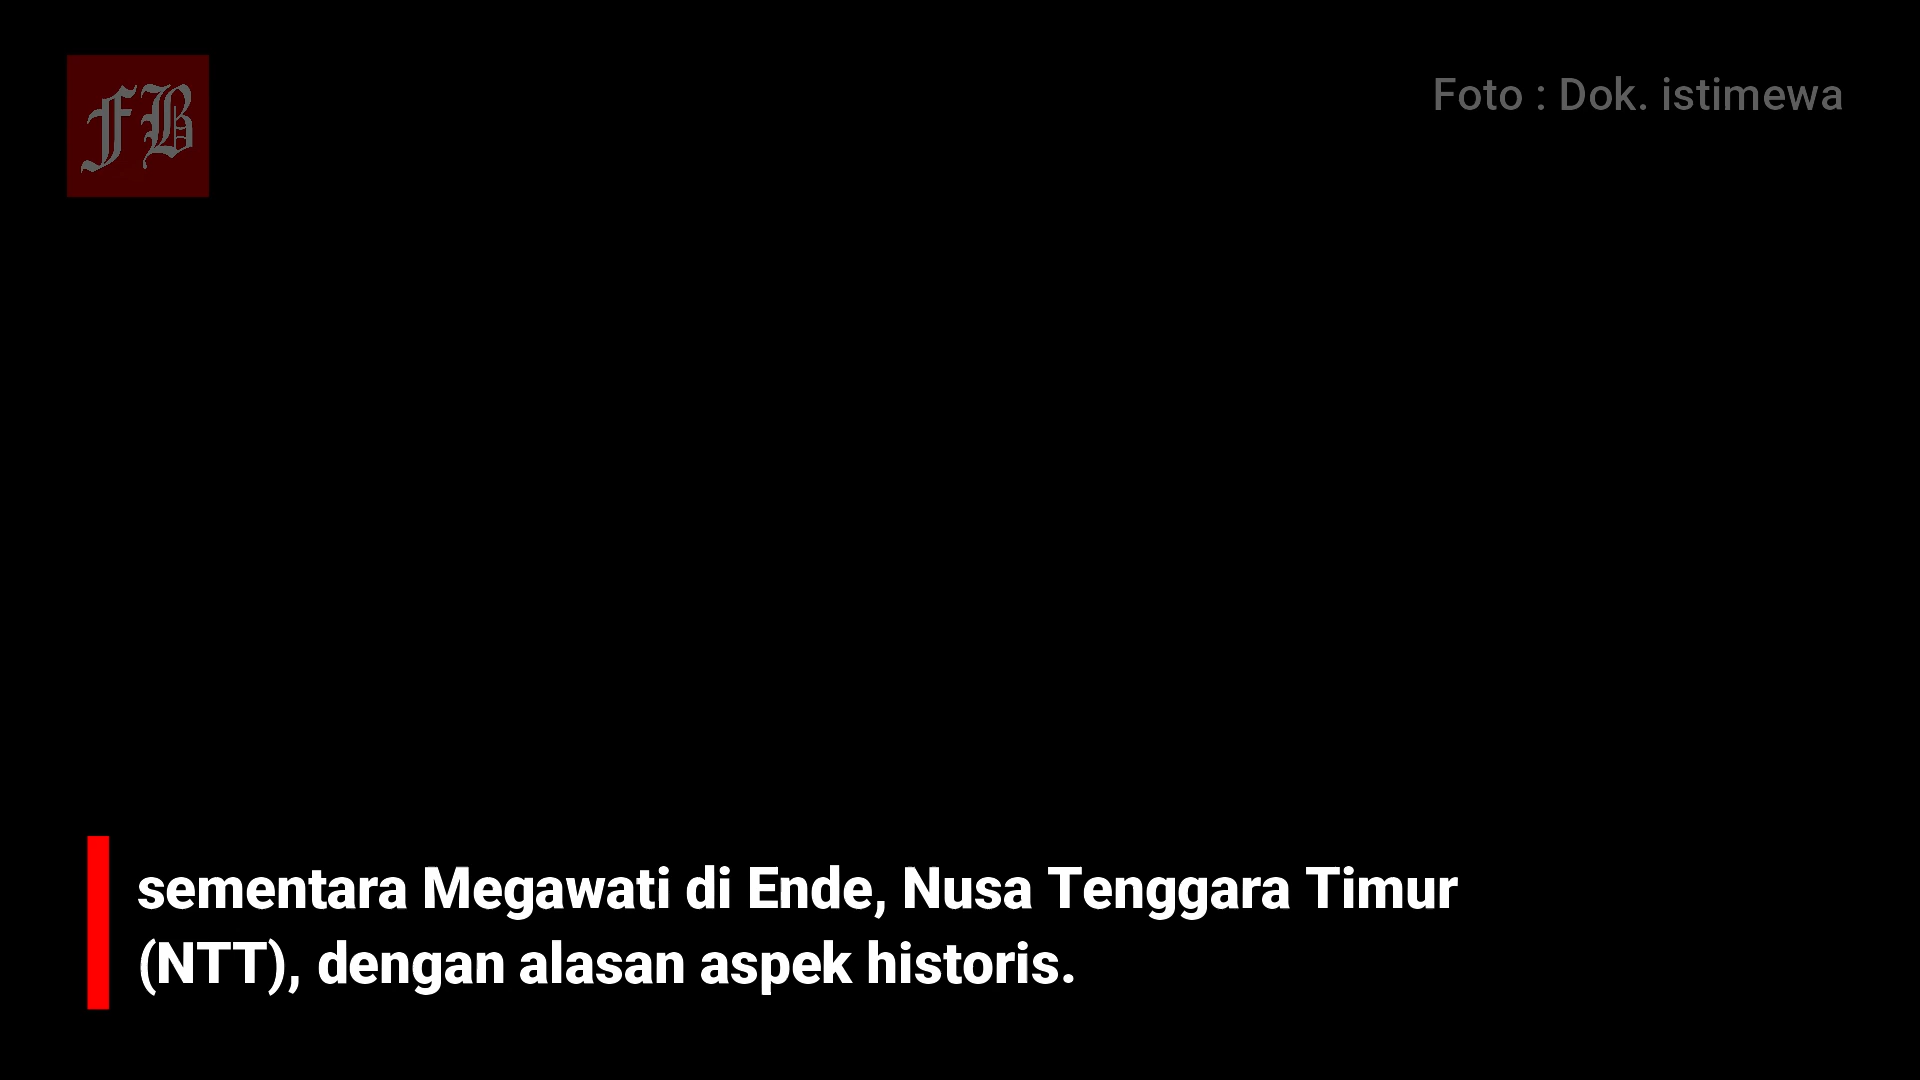 FB
Foto : Dok. istimewa
sementara Megawati di Ende, Nusa Tenggara Timur
(NTT), dengan alasan aspek historis.